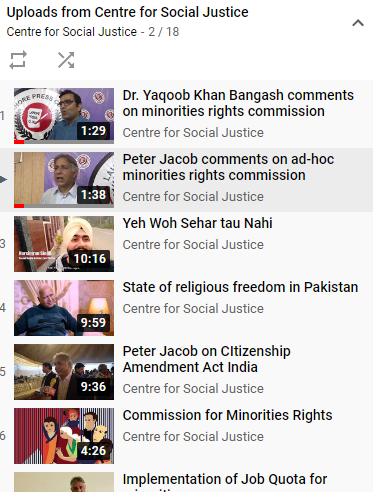 Uploads from Centre for Social Justice
Centre for Social Justice - 2 / 18
1
1:29
Dr. Yaqoob Khan Bangash comments
on minorities rights commission
Centre for Social Justice
1:38
Peter Jacob comments on ad-hoc
minorities rights commission
Centre for Social Justice
3
10:16
Yeh Woh Sehar tau Nahi
Centre for Social Justice
4
9:59
State of religious freedom in Pakistan
Centre for Social Justice
5
9:36
Peter Jacob on CItizenship
Amendment Act India
Centre for Social Justice
6
4:26
Commission for Minorities Rights
Centre for Social Justice
Implementation of Job Quota for